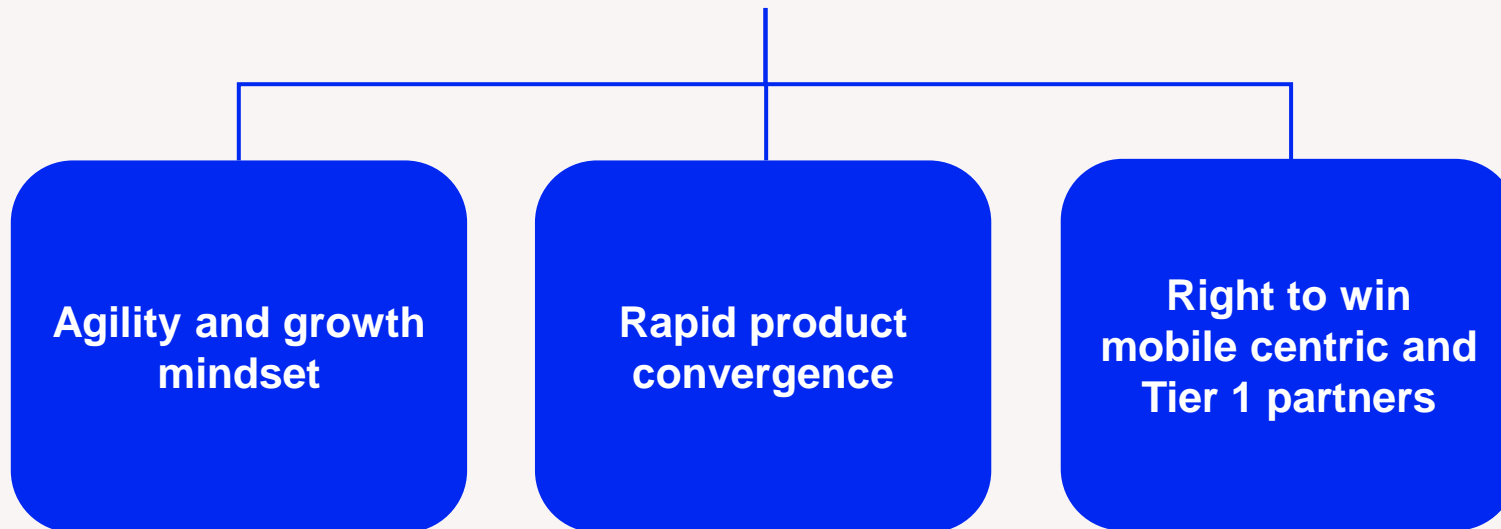 Agility and growth
mindset
Rapid product
convergence
Right to win
mobile centric and
Tier 1 partners